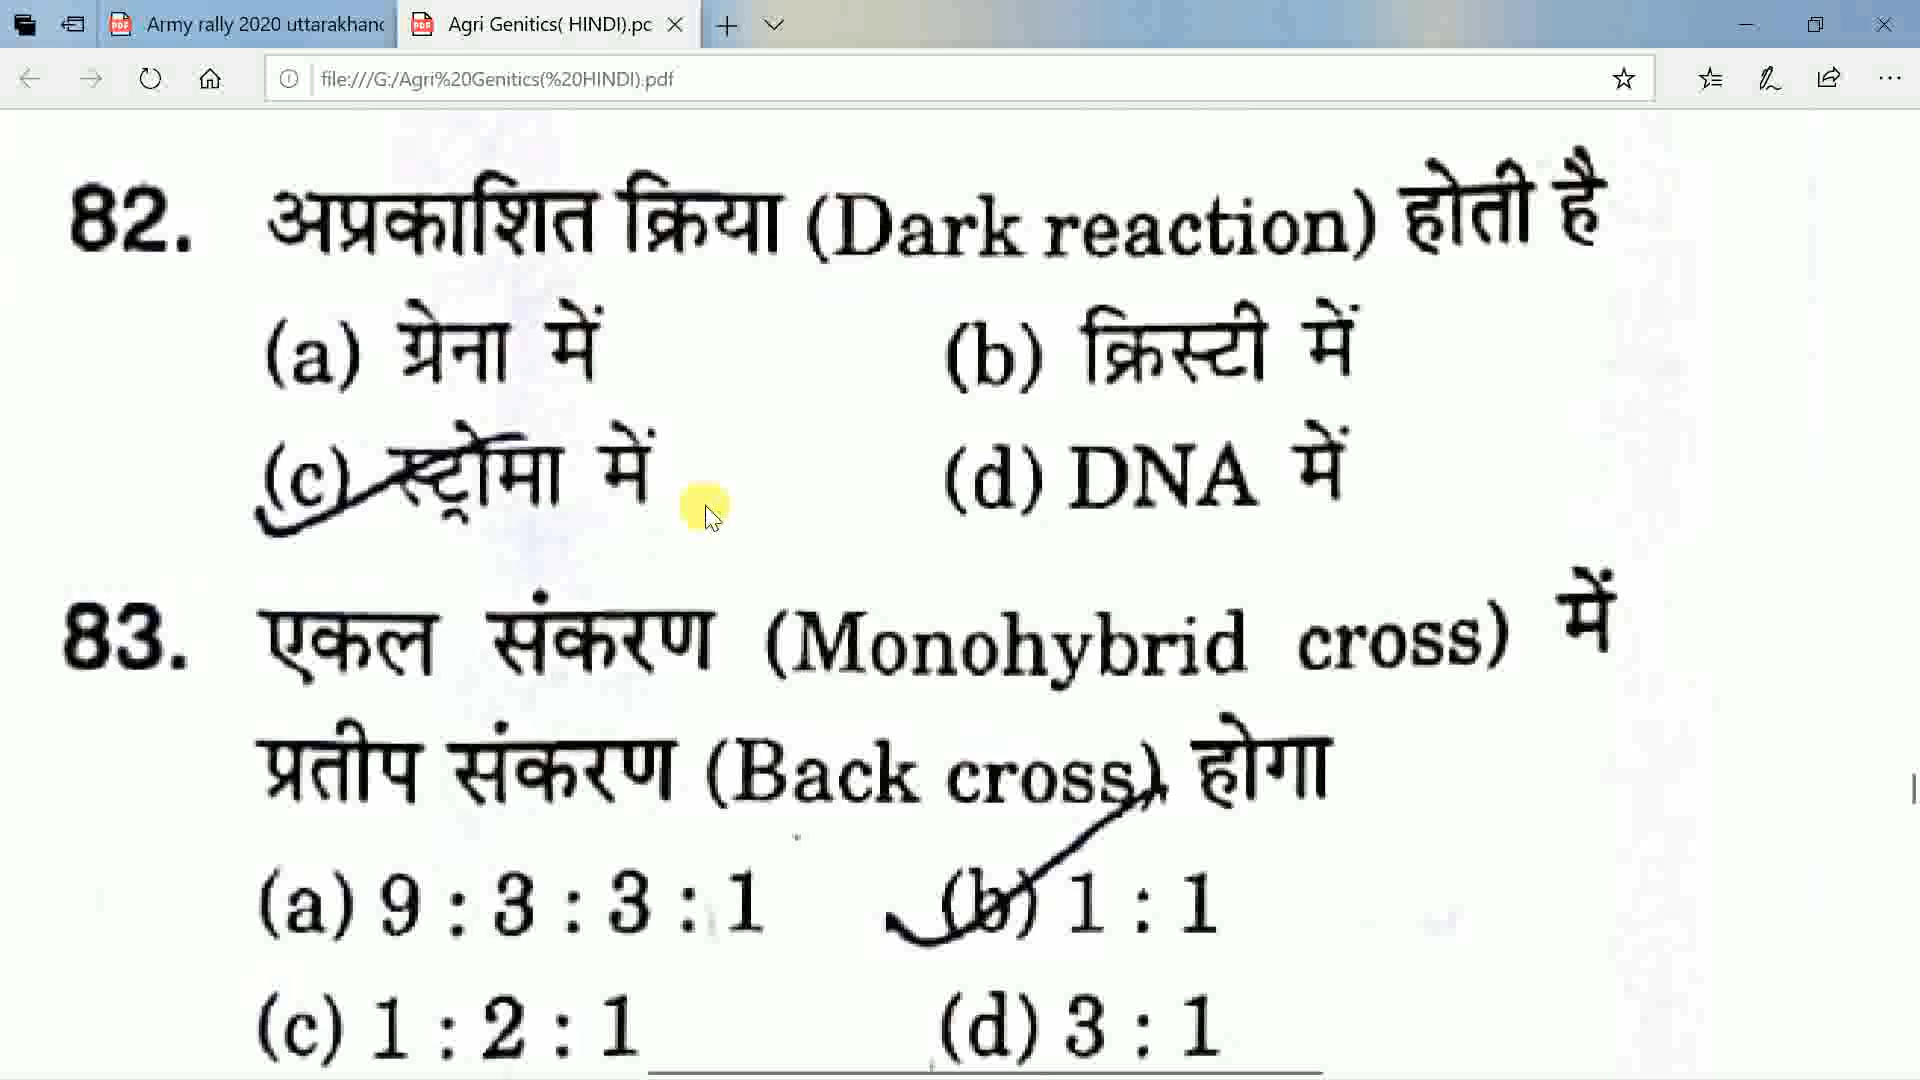 Army rally 2020 uttarakhand
Agri Genitics( HINDI).pc
file:///G:/Agri%20Genitics(%20HINDI).pdf
82. अप्रकाशित क्रिया (Dark reaction) होती है
(a) ग्रेना में (b) क्रिस्टी में
(c) स्ट्रोमा में (d) DNA में
83. एकल संकरण (Monohybrid cross) में
प्रतीप संकरण (Back cross) होगा
(a) 9 : 3 : 3 : 1 (b) 1 : 1
(c) 1 : 2 : 1 (d) 3 : 1